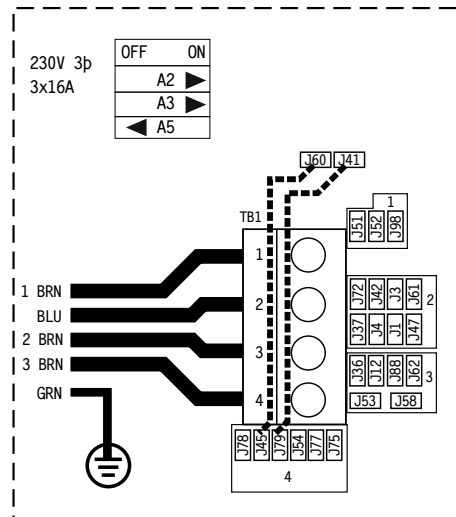 230V 3þ
3x16A
OFF ON
A2
A3
A5
J60 J41
TB1
1
2
3
4
1 BRN
BLU
2 BRN
3 BRN
GRN
1
J51 J52 J98
J72 J42 J3 J61
2
J37 J4 J1 J47
J36 J12 J88 J62
3
J53 J58
J78 J45 J79 J54 J77 J75
4